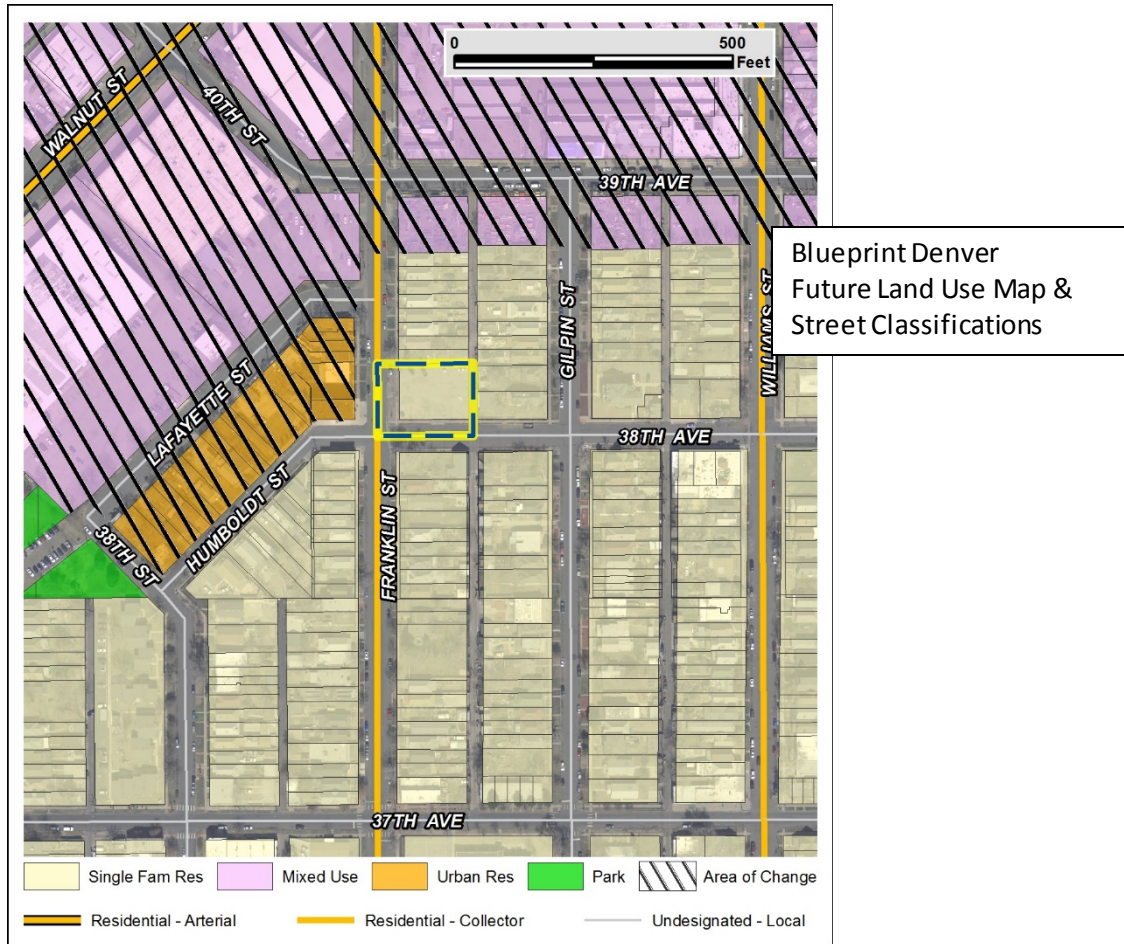 0 500
Feet
WALNUT ST
40TH ST
39TH AVE
Blueprint Denver
Future Land Use Map &
Street Classifications
GILPIN ST
WILLIAMS ST
LAFAYETTE ST
38TH AVE
HUMBOLDT ST
FRANKLIN ST
38TH ST
37TH AVE
Single Fam Res Mixed Use Urban Res Park Area of Change
Residential - Arterial Residential - Collector Undesignated - Local